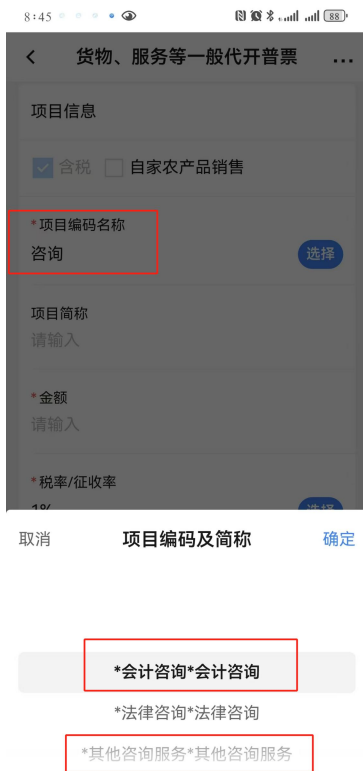 8:45
88
货物、服务等一般代开普票
项目信息
含税 自家农产品销售
*项目编码名称
咨询 选择
项目简称
请输入
*金额
请输入
*税率/征收率
1% 选择
取消 项目编码及简称 确定
*会计咨询*会计咨询
*法律咨询*法律咨询
*其他咨询服务*其他咨询服务